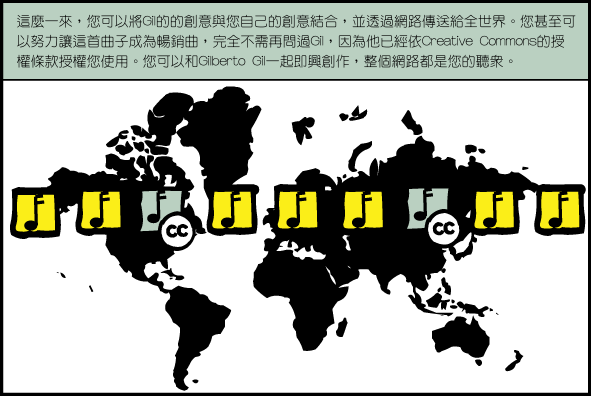 這麼一來，您可以將Gil的的創意與您自己的創意結合，並透過網路傳送給全世界。您甚至可
以努力讓這首曲子成為暢銷曲，完全不需再問過Gil，因為他已經依Creative Commons的授
權條款授權您使用。您可以和Gilberto Gil一起即興創作，整個網路都是您的聽衆。
CC
CC